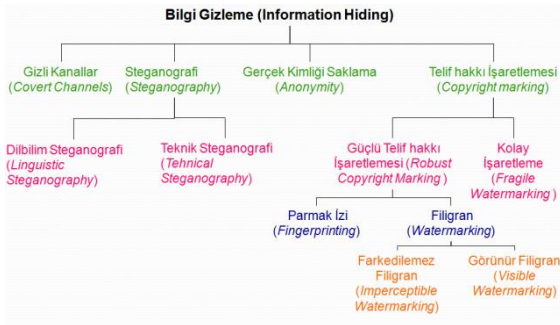 Bilgi Gizleme (Information Hiding)
Gizli Kanallar
(Covert Channels)
Steganografi
(Steganography)
Gerçek Kimliği Saklama
(Anonymity)
Telif hakkı İşaretlemesi
(Copyright marking)
Dilbilim Steganografi
(Linguistic
Steganography)
Teknik Steganografi
(Tehnical
Steganography)
Güçlü Telif hakkı
İşaretlemesi (Robust
Copyright Marking)
Kolay
İşaretleme
(Fragile
Watermarking)
Parmak İzi
(Fingerprinting)
Filigran
(Watermarking)
Farkedilemez
Filigran
(Imperceptible
Watermarking)
Görünür Filigran
(Visible
Watermarking)